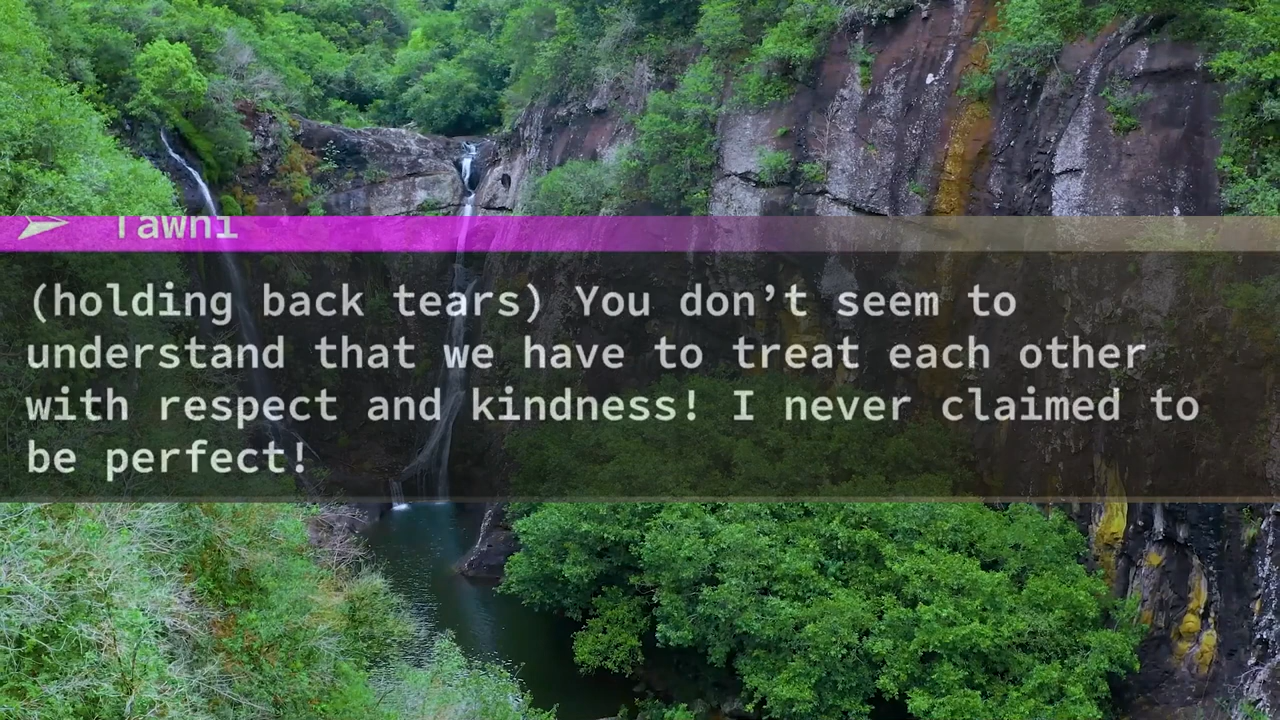 Tawni
(holding back tears) You don’t seem to
understand that we have to treat each other
with respect and kindness! I never claimed to
be perfect!